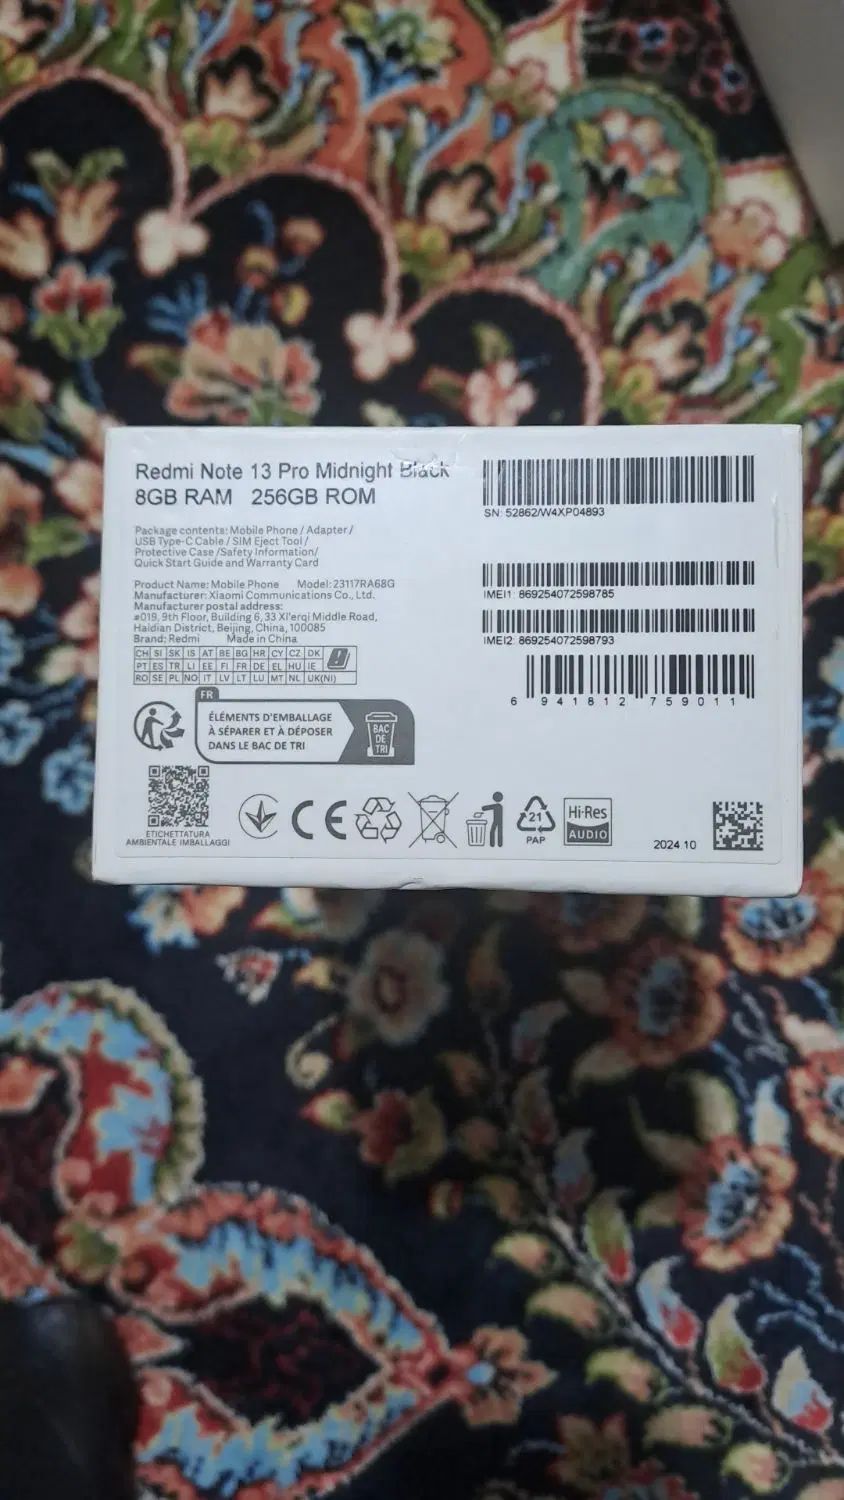 Redmi Note 13 Pro Midnight Black
8GB RAM 256GB ROM
Package contents: Mobile Phone / Adapter /
USB Type-C Cable / SIM Eject Tool /
Protective Case /Safety Information/
Quick Start Guide and Warranty Card
Product Name: Mobile Phone Model: 23117RA68G
Manufacturer: Xiaomi Communications Co., Ltd.
Manufacturer postal address:
#019, 9th Floor, Building 6, 33 Xi'erqi Middle Road,
Haidian District, Beijing, China, 100085
Brand: Redmi Made in China
CH SI SK IS AT BE BG HR CY CZ DK
PT ES TR LI EE FI FR DE EL HU IE
RO SE PL NO IT LV LT LU MT NL UK(NI)
FR
ÉLÉMENTS D'EMBALLAGE
À SÉPARER ET À DÉPOSER
DANS LE BAC DE TRI
BAC
DE
TRI
ETICHETTATURA
AMBIENTALE IMBALLAGGI
CE
21
PAP
Hi-Res
AUDIO
SN: 52862/W4XP04893
IMEI1: 869254072598785
IMEI2: 869254072598793
6 941812 759011
2024.10